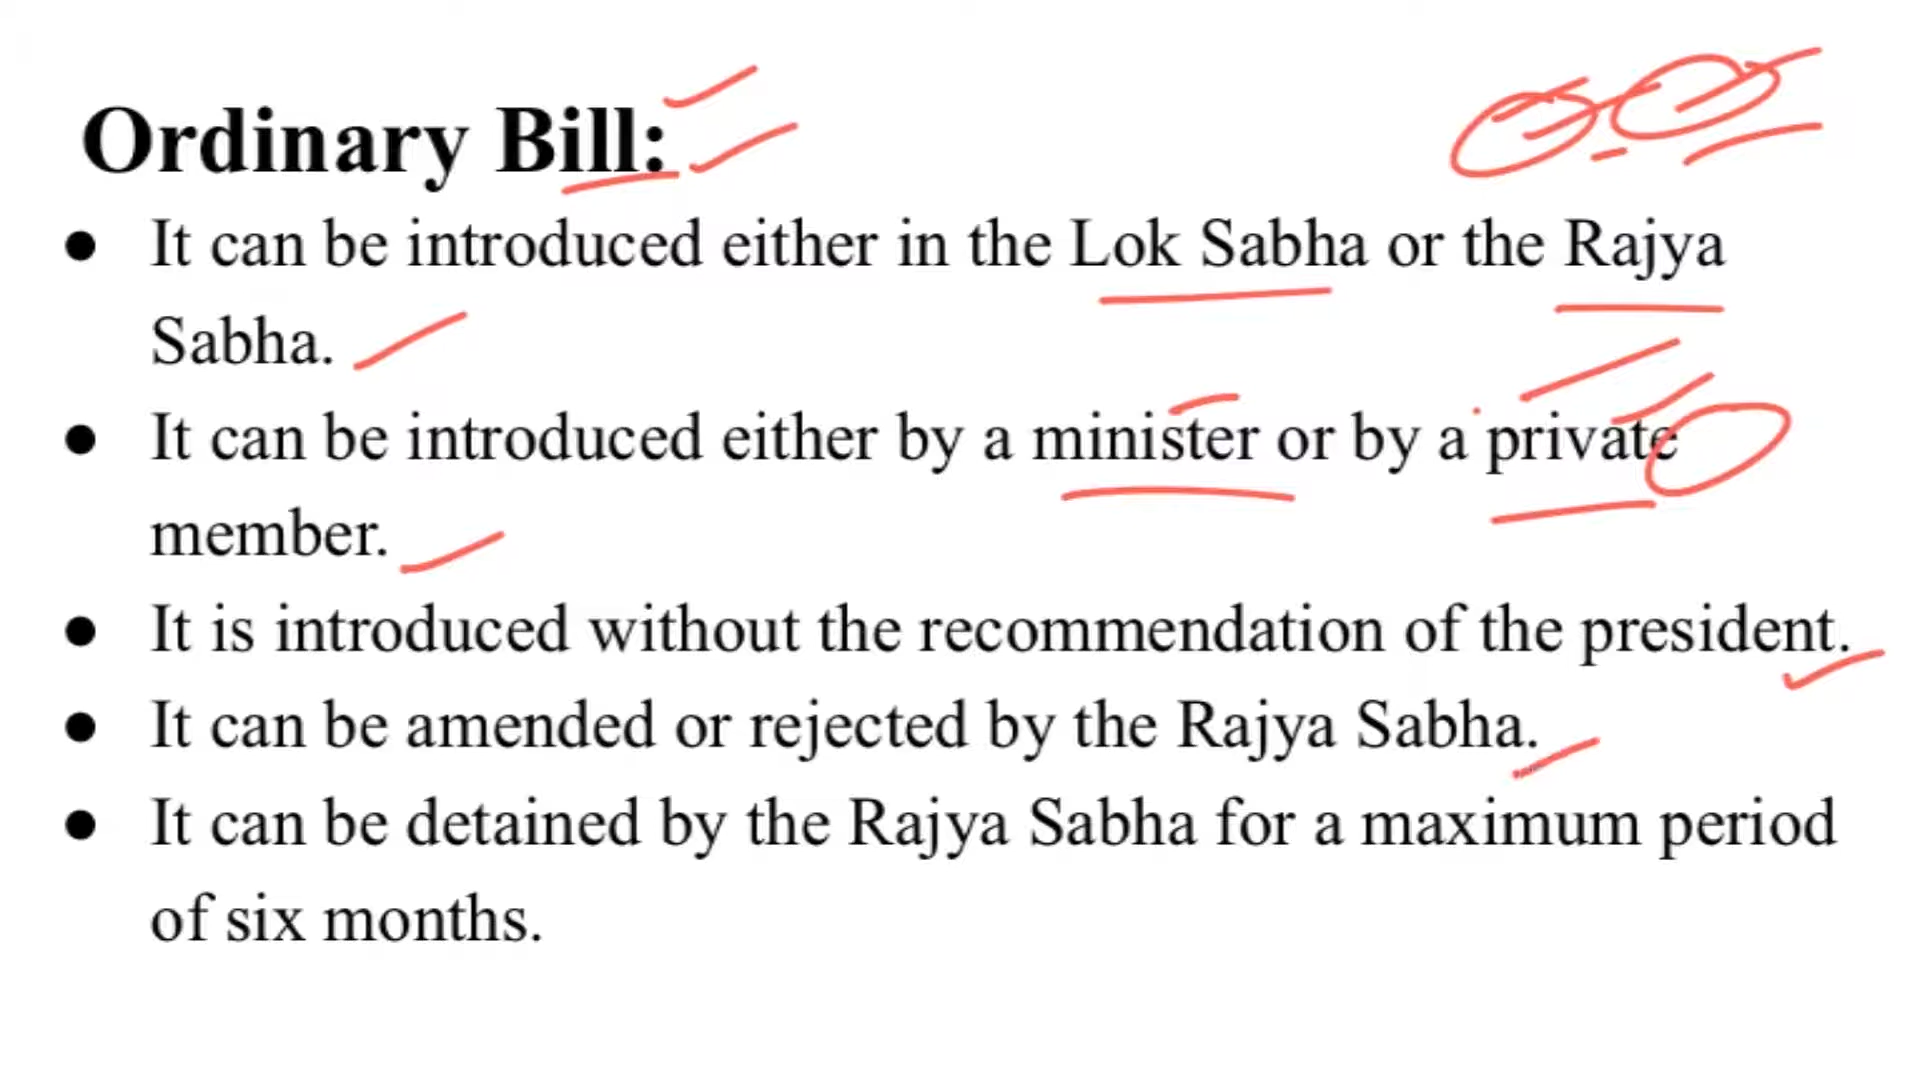 Ordinary Bill:
● It can be introduced either in the Lok Sabha or the Rajya
Sabha.
● It can be introduced either by a minister or by a private
member.
● It is introduced without the recommendation of the president.
● It can be amended or rejected by the Rajya Sabha.
● It can be detained by the Rajya Sabha for a maximum period
of six months.